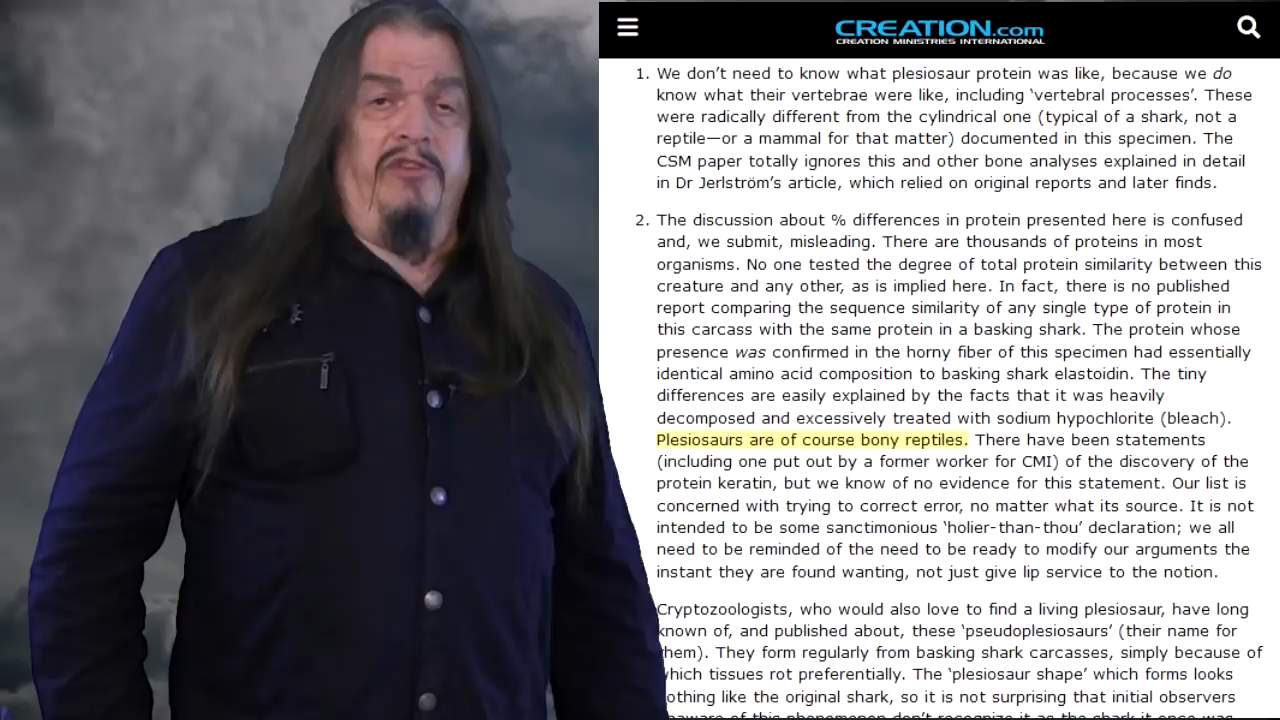 CREATION.com
CREATION MINISTRIES INTERNATIONAL
1. We don’t need to know what plesiosaur protein was like, because we do
know what their vertebrae were like, including ‘vertebral processes’. These
were radically different from the cylindrical one (typical of a shark, not a
reptile—or a mammal for that matter) documented in this specimen. The
CSM paper totally ignores this and other bone analyses explained in detail
in Dr Jerlström’s article, which relied on original reports and later finds.
2. The discussion about % differences in protein presented here is confused
and, we submit, misleading. There are thousands of proteins in most
organisms. No one tested the degree of total protein similarity between this
creature and any other, as is implied here. In fact, there is no published
report comparing the sequence similarity of any single type of protein in
this carcass with the same protein in a basking shark. The protein whose
presence was confirmed in the horny fiber of this specimen had essentially
identical amino acid composition to basking shark elastoidin. The tiny
differences are easily explained by the facts that it was heavily
decomposed and excessively treated with sodium hypochlorite (bleach).
Plesiosaurs are of course bony reptiles. There have been statements
(including one put out by a former worker for CMI) of the discovery of the
protein keratin, but we know of no evidence for this statement. Our list is
concerned with trying to correct error, no matter what its source. It is not
intended to be some sanctimonious ‘holier-than-thou’ declaration; we all
need to be reminded of the need to be ready to modify our arguments the
instant they are found wanting, not just give lip service to the notion.
Cryptozoologists, who would also love to find a living plesiosaur, have long
known of, and published about, these ‘pseudoplesiosaurs’ (their name for
them). They form regularly from basking shark carcasses, simply because of
which tissues rot preferentially. The ‘plesiosaur shape’ which forms looks
nothing like the original shark, so it is not surprising that initial observers
unaware of this phenomenon don’t recognize it as the shark it once was.